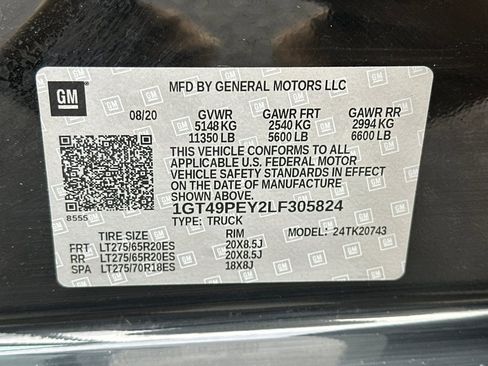 GM
MFD BY GENERAL MOTORS LLC
08/20 GVWR GAWR FRT GAWR RR
5148 KG 2540 KG 2994 KG
11350 LB 5600 LB 6600 LB
THIS VEHICLE CONFORMS TO ALL
APPLICABLE U.S. FEDERAL MOTOR
VEHICLE SAFETY STANDARDS IN EFFECT
ON THE DATE OF MANUFACTURE
SHOWN ABOVE.
8555
1GT49PEY2LF305824
TYPE: TRUCK MODEL: 24TK20743
TIRE SIZE RIM
FRT LT275/65R20ES 20X8.5J
RR LT275/65R20ES 20X8.5J
SPA LT275/70R18ES 18X8J